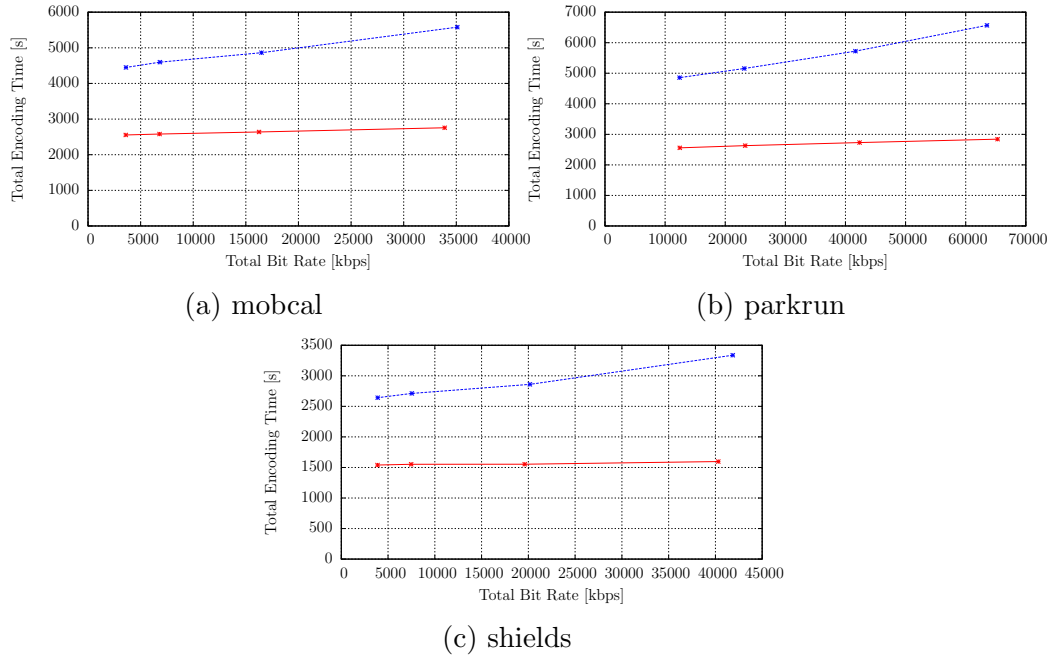 6000
5000
4000
3000
2000
1000
0
Total Encoding Time [s]
0 5000 10000 15000 20000 25000 30000 35000 40000
Total Bit Rate [kbps]
(a) mobcal
7000
6000
5000
4000
3000
2000
1000
0
Total Encoding Time [s]
0 10000 20000 30000 40000 50000 60000 70000
Total Bit Rate [kbps]
(b) parkrun
3500
3000
2500
2000
1500
1000
500
0
Total Encoding Time [s]
0 5000 10000 15000 20000 25000 30000 35000 40000 45000
Total Bit Rate [kbps]
(c) shields